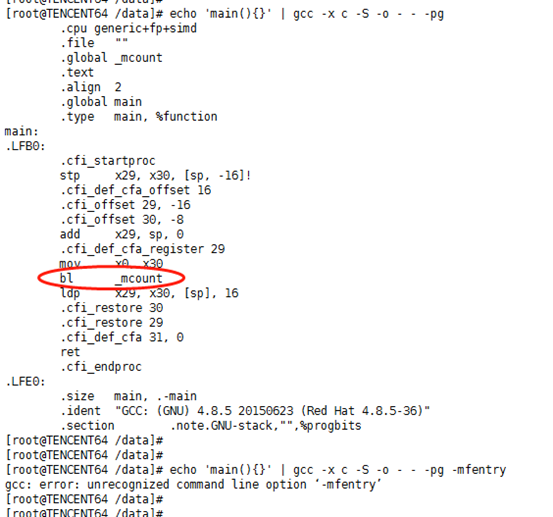 [root@TENCENT64 /data]#
[root@TENCENT64 /data]# echo 'main(){}' | gcc -x c -S -o - - -pg
.cpu generic+fp+simd
.file ""
.global _mcount
.text
.align 2
.global main
.type main, %function
main:
.LFB0:
.cfi_startproc
stp x29, x30, [sp, -16]!
.cfi_def_cfa_offset 16
.cfi_offset 29, -16
.cfi_offset 30, -8
add x29, sp, 0
.cfi_def_cfa_register 29
mov x0, x30
bl _mcount
ldp x29, x30, [sp], 16
.cfi_restore 30
.cfi_restore 29
.cfi_def_cfa 31, 0
ret
.cfi_endproc
.LFE0:
.size main, .-main
.ident "GCC: (GNU) 4.8.5 20150623 (Red Hat 4.8.5-36)"
.section .note.GNU-stack,"",%progbits
[root@TENCENT64 /data]#
[root@TENCENT64 /data]#
[root@TENCENT64 /data]# echo 'main(){}' | gcc -x c -S -o - - -pg -mfentry
gcc: error: unrecognized command line option ‘-mfentry’
[root@TENCENT64 /data]#
[root@TENCENT64 /data]#